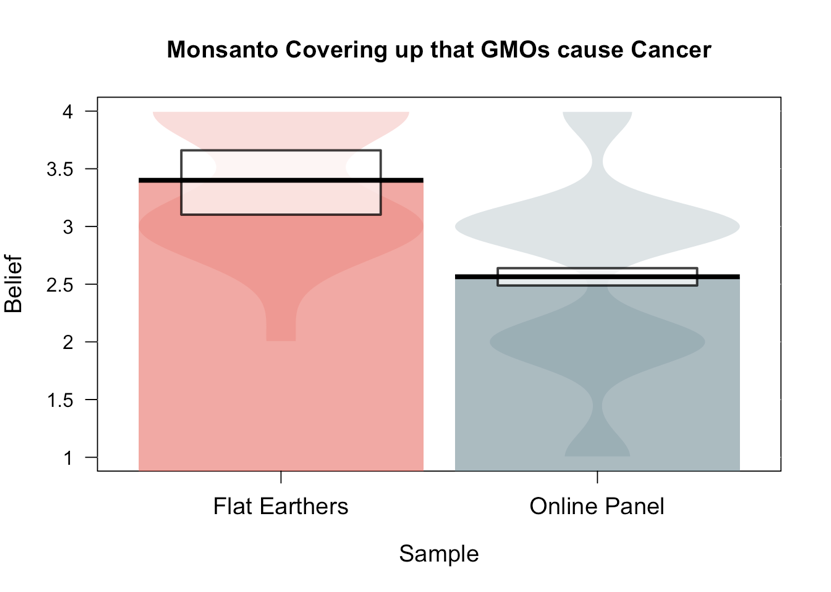 Monsanto Covering up that GMOs cause Cancer
4
3.5
3
2.5
2
1.5
1
Belief
Flat Earthers
Online Panel
Sample